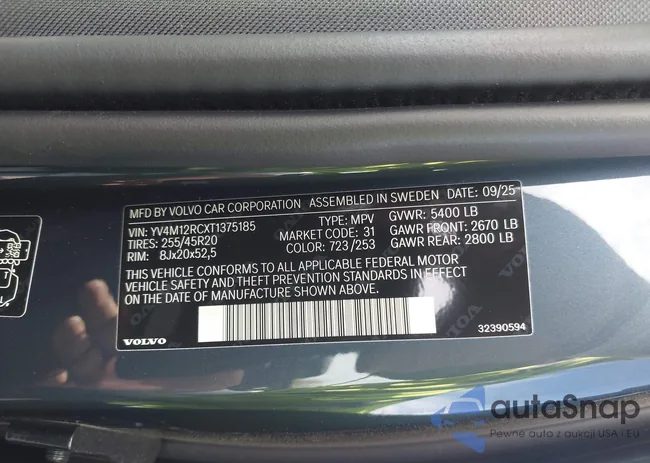 MFD BY VOLVO CAR CORPORATION ASSEMBLED IN SWEDEN DATE: 09/25
VIN: YV4M12RCXT1375185 TYPE: MPV GVWR: 5400 LB
TIRES: 255/45R20 MARKET CODE: 31 GAWR FRONT: 2670 LB
RIM: 8Jx20x52,5 COLOR: 723/253 GAWR REAR: 2800 LB
THIS VEHICLE CONFORMS TO ALL APPLICABLE FEDERAL MOTOR
VEHICLE SAFETY AND THEFT PREVENTION STANDARDS IN EFFECT
ON THE DATE OF MANUFACTURE SHOWN ABOVE.
VOLVO 32390594
autaSnap
Pewne auta z aukcji USA i EU